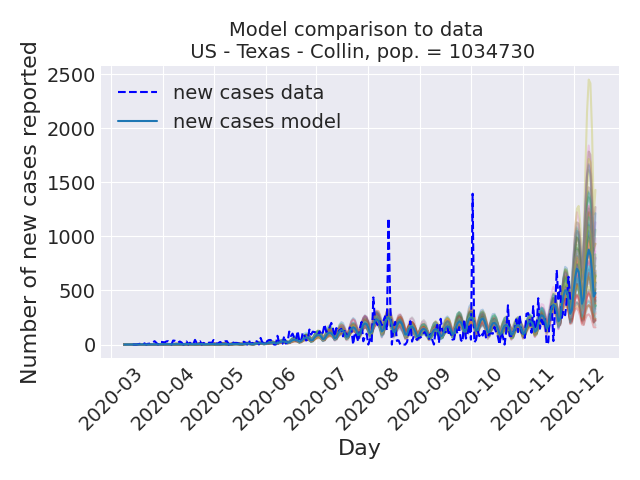 Model comparison to data
US - Texas - Collin, pop. = 1034730
Number of new cases reported
2500
2000
1500
1000
500
0
new cases data
new cases model
2020-03
2020-04
2020-05
2020-06
2020-07
2020-08
2020-09
2020-10
2020-11
2020-12
Day